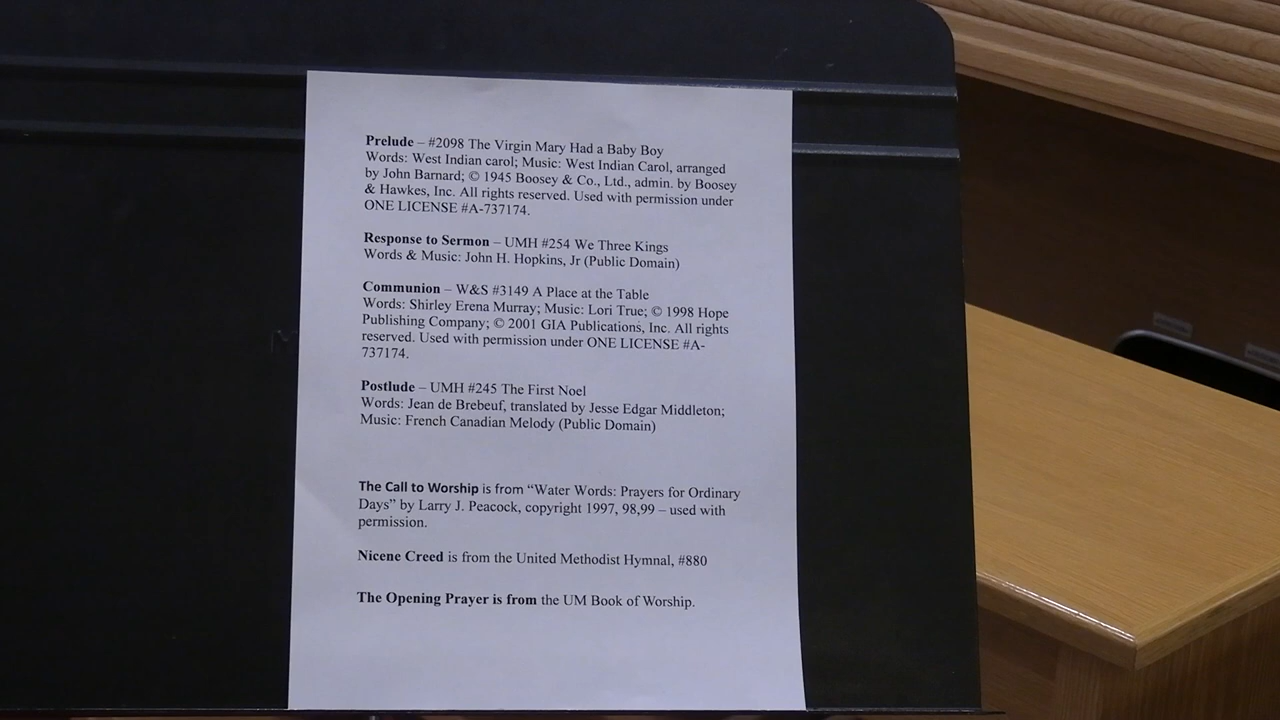 Prelude – #2098 The Virgin Mary Had a Baby Boy
Words: West Indian carol; Music: West Indian Carol, arranged
by John Barnard; © 1945 Boosey & Co., Ltd., admin. by Boosey
& Hawkes, Inc. All rights reserved. Used with permission under
ONE LICENSE #A-737174.
Response to Sermon – UMH #254 We Three Kings
Words & Music: John H. Hopkins, Jr (Public Domain)
Communion – W&S #3149 A Place at the Table
Words: Shirley Erena Murray; Music: Lori True; © 1998 Hope
Publishing Company; © 2001 GIA Publications, Inc. All rights
reserved. Used with permission under ONE LICENSE #A-
737174.
Postlude – UMH #245 The First Noel
Words: Jean de Brebeuf, translated by Jesse Edgar Middleton;
Music: French Canadian Melody (Public Domain)
The Call to Worship is from “Water Words: Prayers for Ordinary
Days” by Larry J. Peacock, copyright 1997, 98,99 – used with
permission.
Nicene Creed is from the United Methodist Hymnal, #880
The Opening Prayer is from the UM Book of Worship.